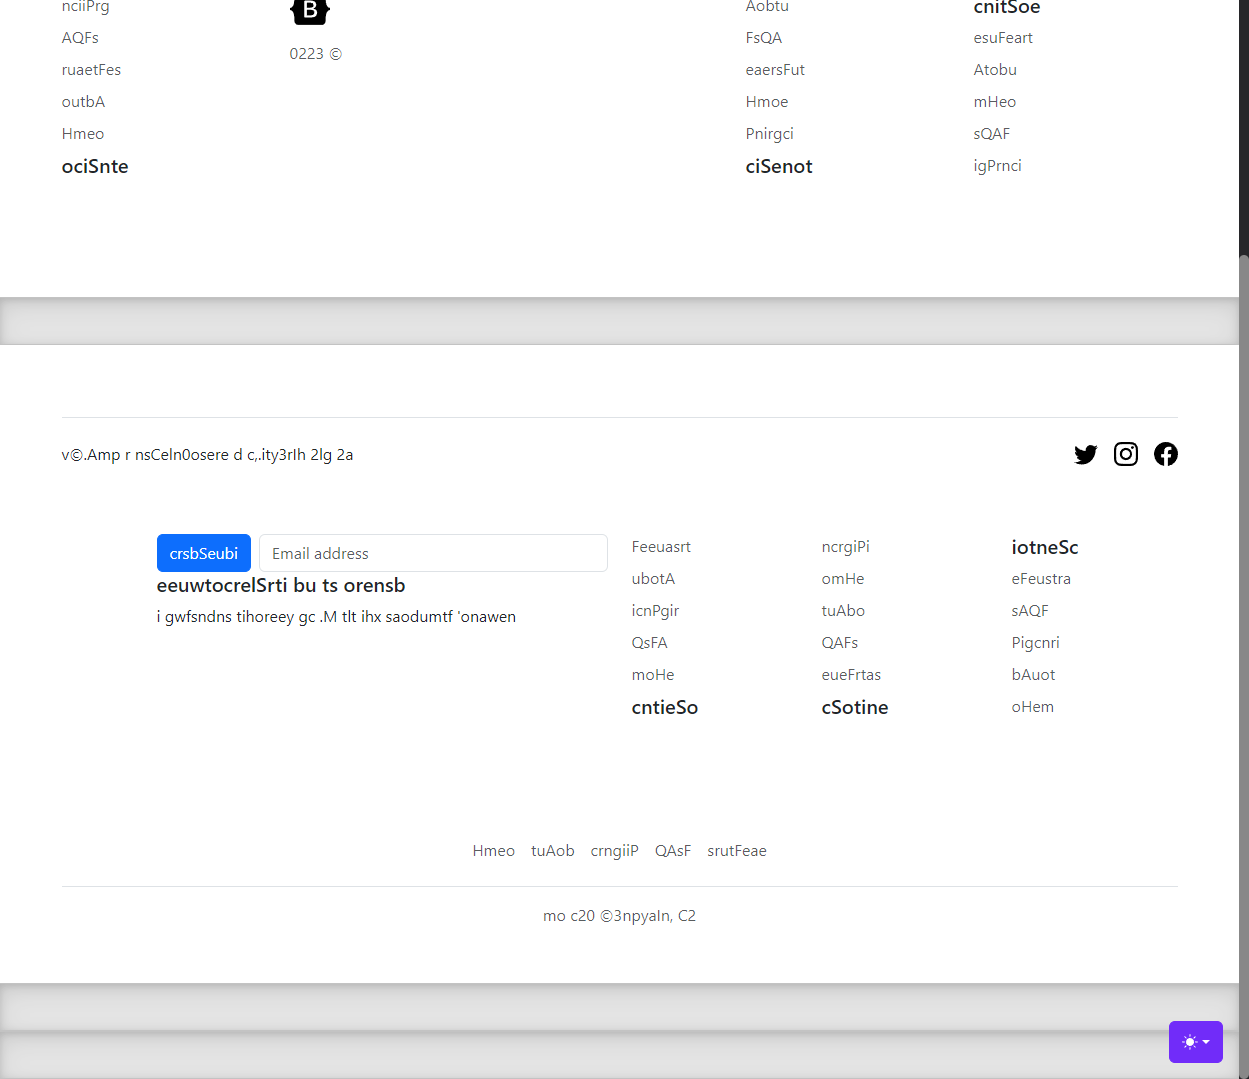 nciiPrg
AQFs
ruaetFes
outbA
Hmeo
ociSnte
B
0223 ©
Aobtu
FsQA
eaersFut
Hmoe
Pnirgci
ciSenot
cnitSoe
esuFeart
Atobu
mHeo
sQAF
igPrnci
v©.Amp r nsCeln0osere d c,.ity3rIh 2lg 2a
crsbSeubi Email address
eeuwtocrelSrti bu ts orensb
i gwfsndns tihoreey gc .M tlt ihx saodumtf 'onawen
Feeuasrt
ubotA
icnPgir
QsFA
moHe
cntieSo
ncrgiPi
omHe
tuAbo
QAFs
eueFrtas
cSotine
iotneSc
eFeustra
sAQF
Pigcnri
bAuot
oHem
Hmeo tuAob crngiiP QAsF srutFeae
mo c20 ©3npyaIn, C2